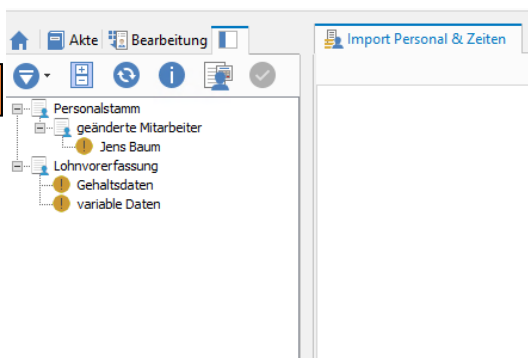 Akte Bearbeitung
Import Personal & Zeiten
Personalstamm
geänderte Mitarbeiter
Jens Baum
Lohnvorerfassung
Gehaltsdaten
variable Daten